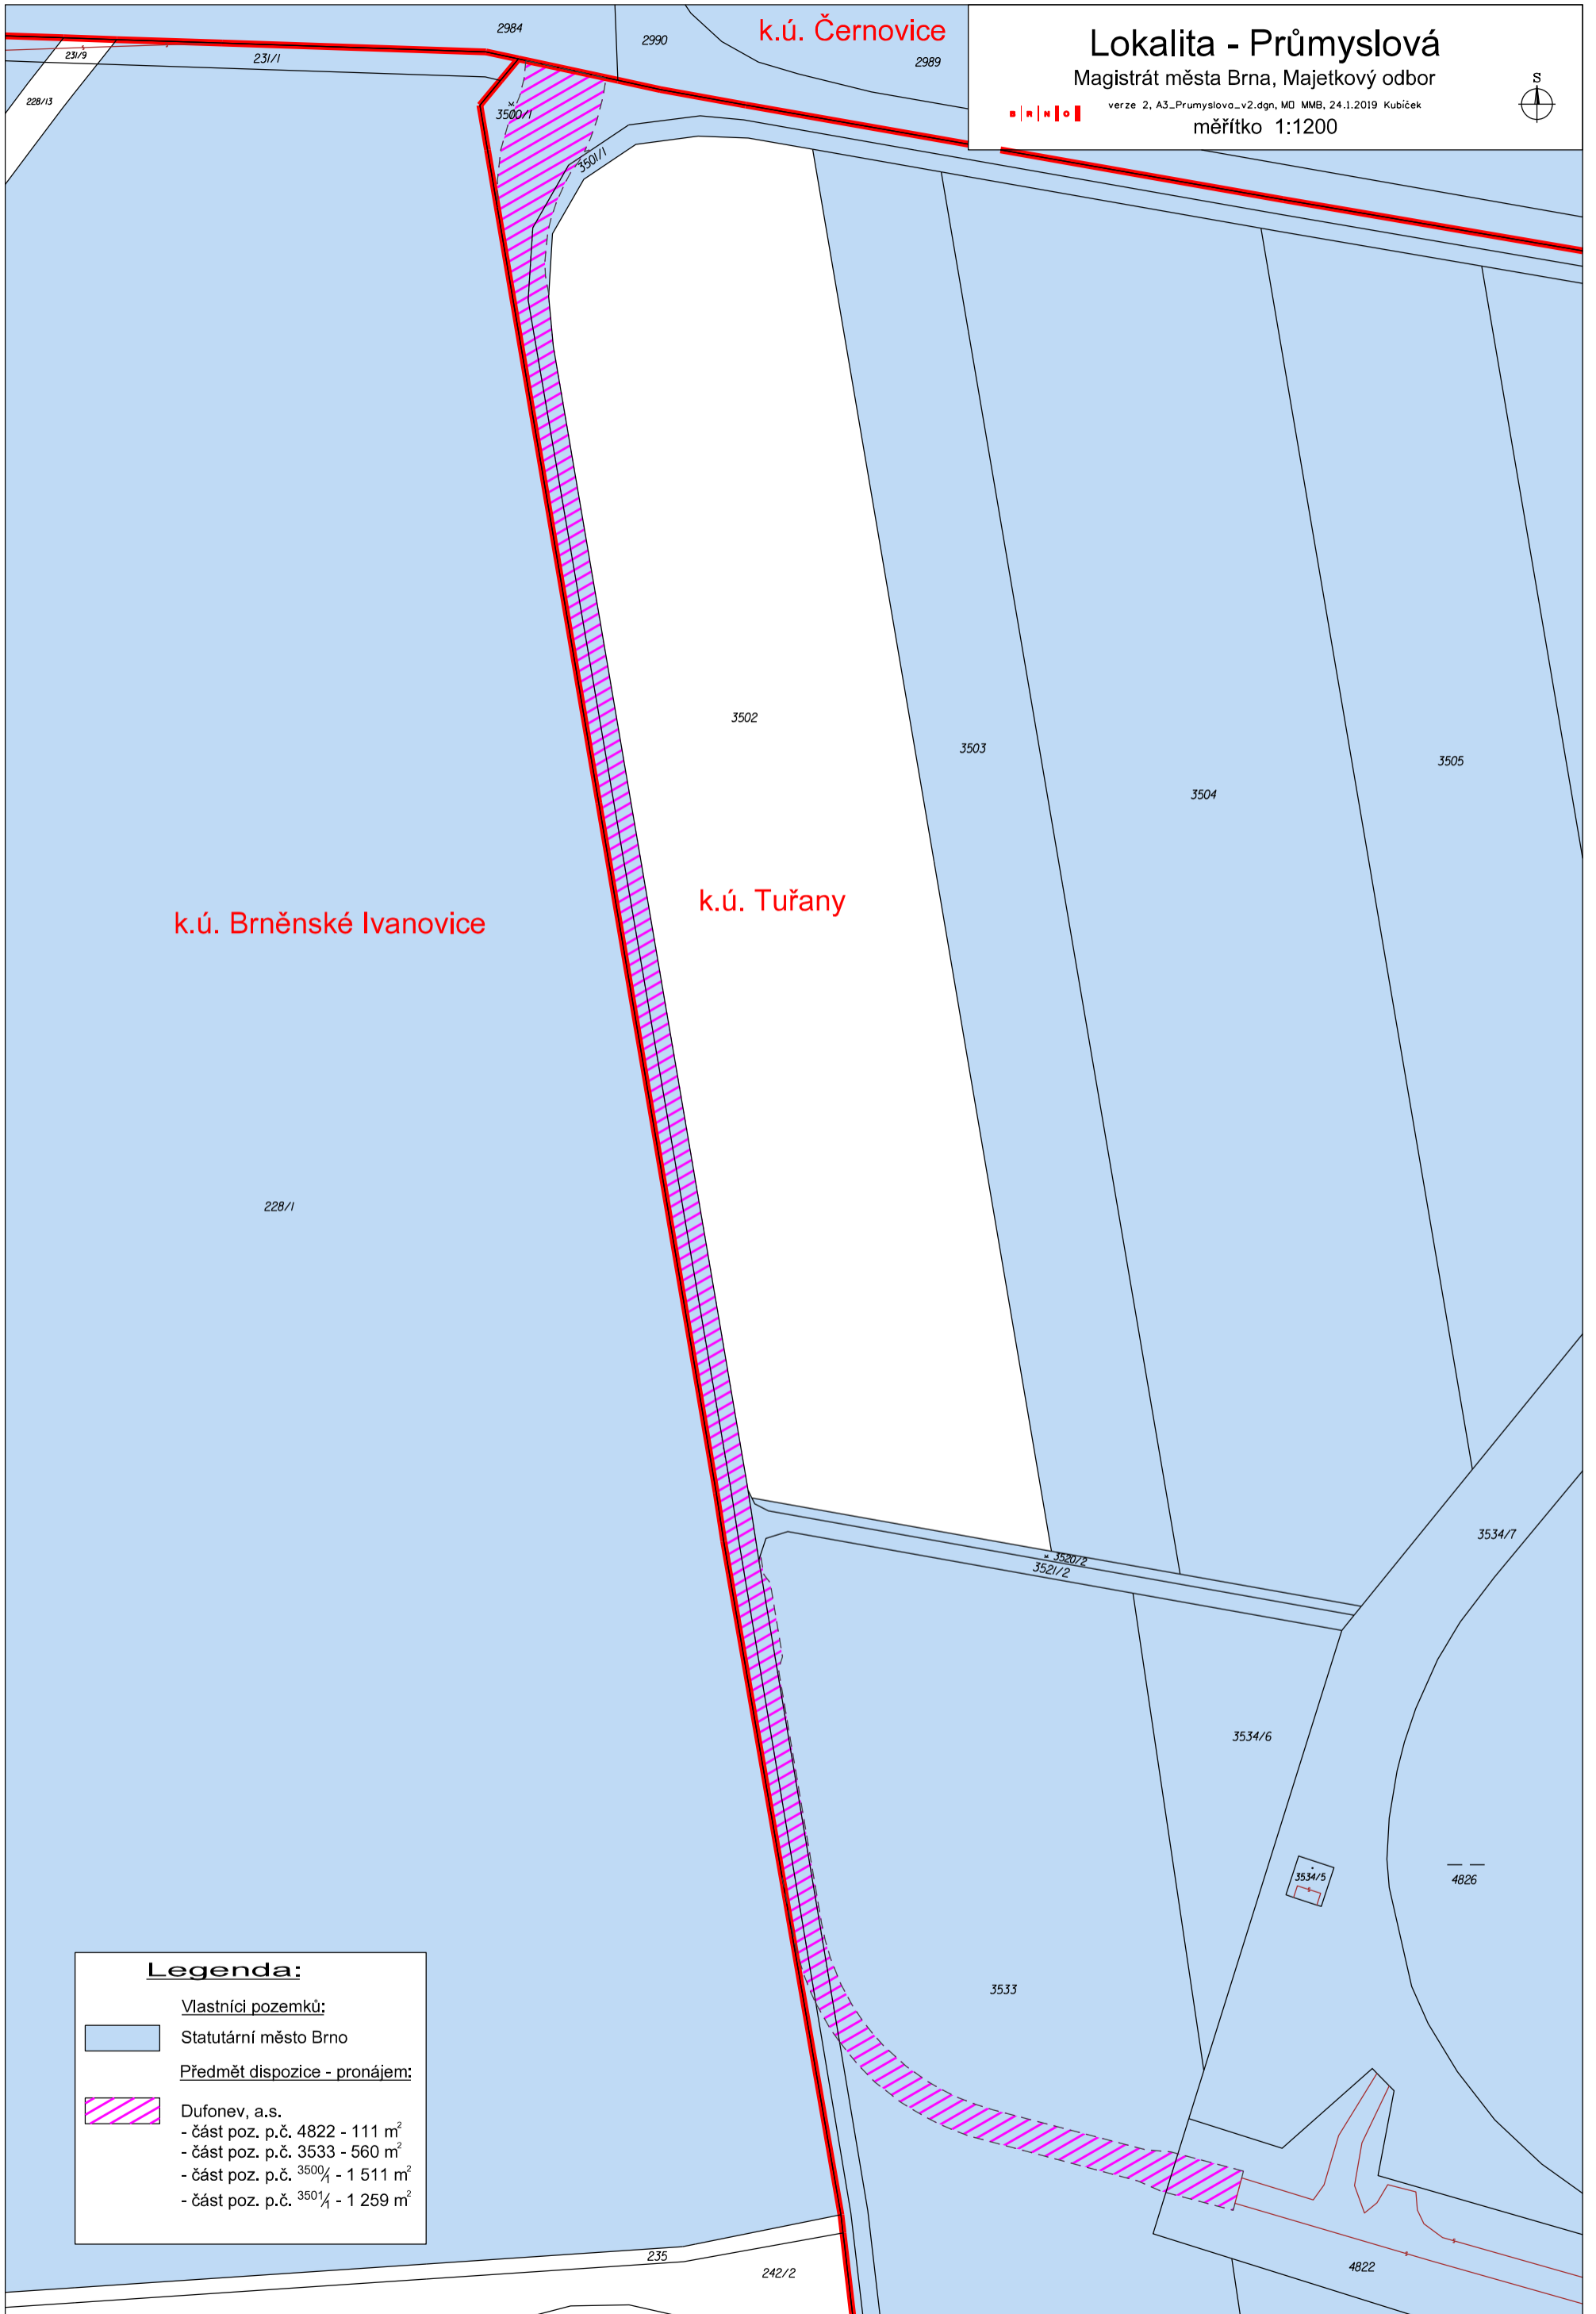 Lokalita - Průmyslová
Magistrát města Brna, Majetkový odbor
BRNO
verze 2, A3_Prumyslova_v2.dgn, MO MMB, 24.1.2019 Kubíček
měřítko 1:1200
S
k.ú. Černovice
2984
2990
2989
231/9
231/1
228/13
3500/1
3501/1
3502
3503
3504
3505
k.ú. Tuřany
k.ú. Brněnské Ivanovice
228/1
3520/2
3521/2
3534/7
3534/6
3534/5
4826
3533
4822
235
242/2
Legenda:
Vlastníci pozemků:
Statutární město Brno
Předmět dispozice - pronájem:
Dufonev, a.s.
- část poz. p.č. 4822 - 111 m²
- část poz. p.č. 3533 - 560 m²
- část poz. p.č. 3500/1 - 1 511 m²
- část poz. p.č. 3501/1 - 1 259 m²